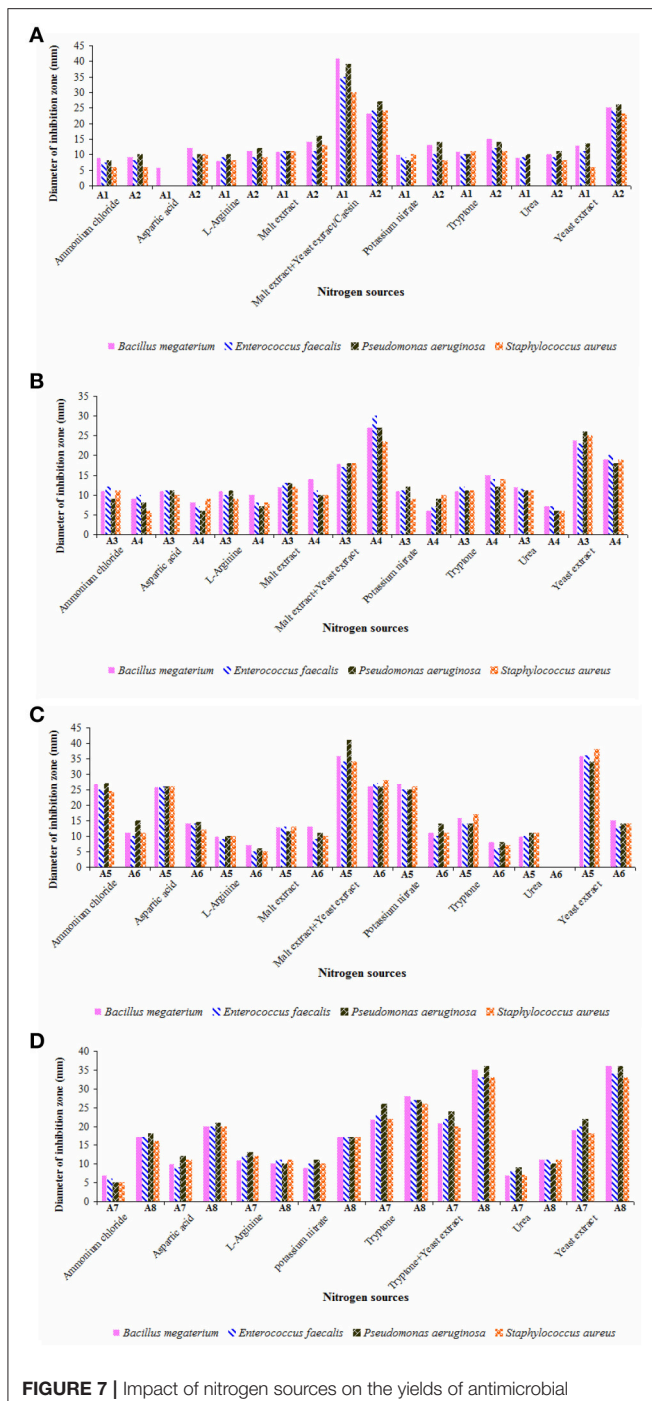 A
Diameter of inhibition zone (mm)
45
40
35
30
25
20
15
10
5
0
A1 A2 A1 A2 A1 A2 A1 A2 A1 A2 A1 A2 A1 A2 A1 A2 A1 A2
Ammonium chloride
Aspartic acid
L-Arginine
Malt extract
Malt extract+Yeast extract/Caesin
Potassium nitrate
Tryptone
Urea
Yeast extract
Nitrogen sources
Bacillus megaterium Enterococcus faecalis Pseudomonas aeruginosa Staphylococcus aureus
B
Diameter of inhibition zone (mm)
35
30
25
20
15
10
5
0
A3 A4 A3 A4 A3 A4 A3 A4 A3 A4 A3 A4 A3 A4 A3 A4 A3 A4
Ammonium chloride
Aspartic acid
L-Arginine
Malt extract
Malt extract+Yeast extract
Potassium nitrate
Tryptone
Urea
Yeast extract
Nitrogen sources
Bacillus megaterium Enterococcus faecalis Pseudomonas aeruginosa Staphylococcus aureus
C
Diameter of inhibition zone (mm)
45
40
35
30
25
20
15
10
5
0
A5 A6 A5 A6 A5 A6 A5 A6 A5 A6 A5 A6 A5 A6 A5 A6 A5 A6
Ammonium chloride
Aspartic acid
L-Arginine
Malt extract
Malt extract+Yeast extract
Potassium nitrate
Tryptone
Urea
Yeast extract
Nitrogen sources
Bacillus megaterium Enterococcus faecalis Pseudomonas aeruginosa Staphylococcus aureus
D
Diameter of inhibition zone (mm)
40
35
30
25
20
15
10
5
0
A7 A8 A7 A8 A7 A8 A7 A8 A7 A8 A7 A8 A7 A8 A7 A8
Ammonium chloride
Aspartic acid
L-Arginine
potassium nitrate
Tryptone
Tryptone+Yeast extract
Urea
Yeast extract
Nitrogen sources
Bacillus megaterium Enterococcus faecalis Pseudomonas aeruginosa Staphylococcus aureus
FIGURE 7 | Impact of nitrogen sources on the yields of antimicrobial